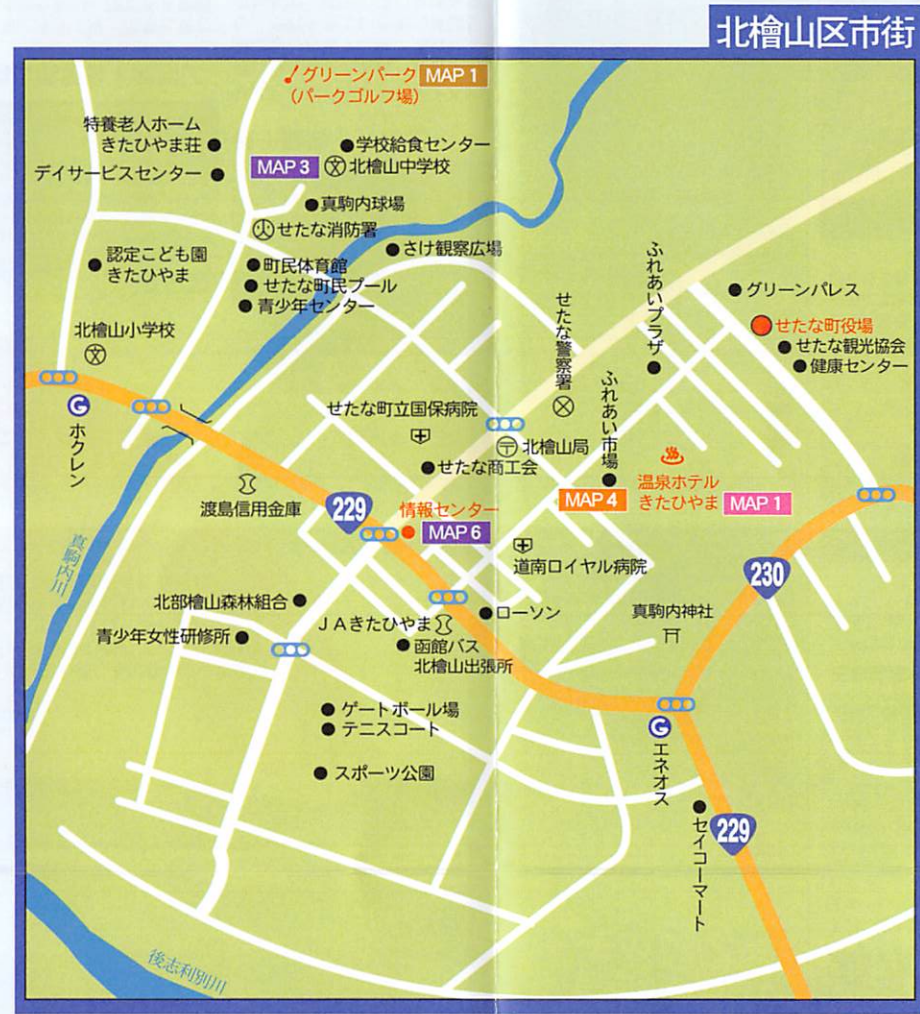 北檜山区市街
グリーンパーク MAP 1
(パークゴルフ場)
特養老人ホーム
きたひやま荘
学校給食センター
デイサービスセンター
MAP 3 文 北檜山中学校
真駒内球場
せたな消防署
さけ観察広場
認定こども園
きたひやま
町民体育館
せたな町民プール
青少年センター
ふれあいプラザ
グリーンパレス
せたな町役場
せたな観光協会
健康センター
せたな警察署
北檜山小学校
文
G
ホクレン
せたな町立国保病院
ふれあい市場
北檜山局
せたな商工会
温泉ホテル
きたひやま MAP 1
MAP 4
渡島信用金庫
229
情報センター
MAP 6
道南ロイヤル病院
230
真駒内川
北部檜山森林組合
ローソン
真駒内神社
JAきたひやま
青少年女性研修所
函館バス
北檜山出張所
ゲートボール場
テニスコート
G
エネオス
スポーツ公園
セイコーマート
229
後志利別川